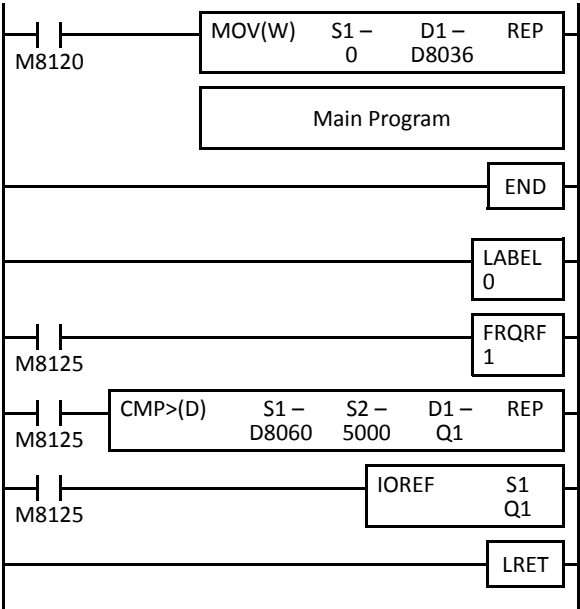 MOV(W) S1 – D1 – REP
0 D8036
M8120
Main Program
END
LABEL
0
FRQRF
1
M8125
CMP>(D) S1 – S2 – D1 – REP
D8060 5000 Q1
M8125
IOREF S1
Q1
M8125
LRET